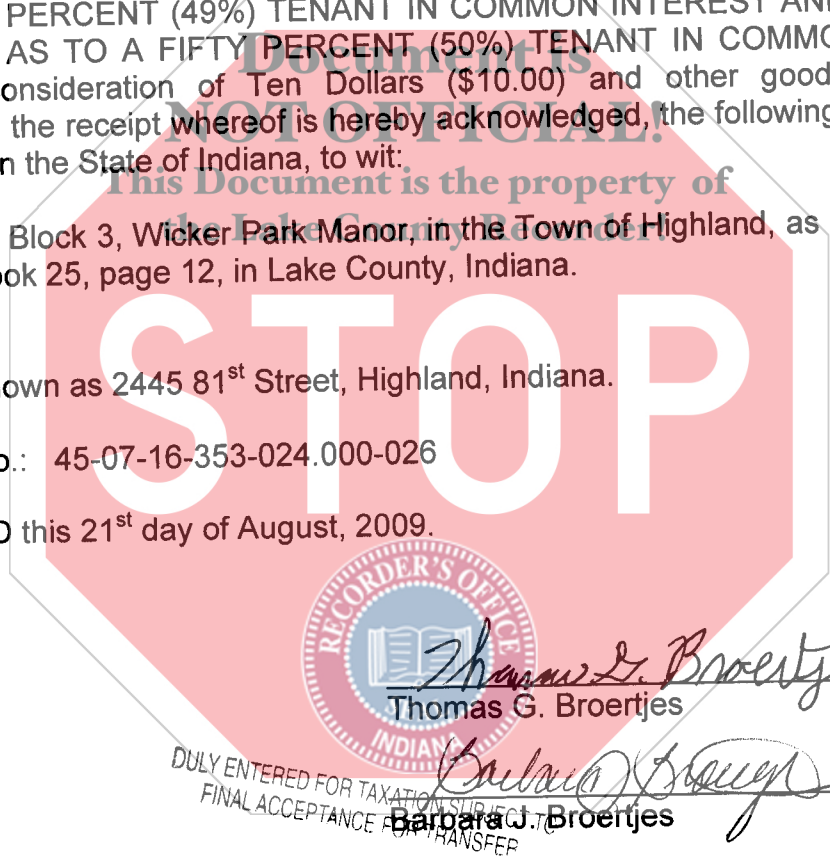 PERCENT (49%) TENANT IN COMMON INTEREST AN
AS TO A FIFTY PERCENT (50%) TENANT IN COMMO
Document is
onsideration of Ten Dollars ($10.00) and other good
NOT OFFICIAL!
the receipt whereof is hereby acknowledged, the following
n the State of Indiana, to wit:
This Document is the property of
the Lake County Recorder!
Block 3, Wicker Park Manor, in the Town of Highland, as
ok 25, page 12, in Lake County, Indiana.
STOP
own as 2445 81st Street, Highland, Indiana.
o.: 45-07-16-353-024.000-026
D this 21st day of August, 2009.
RECORDER'S OFFICE
Thomas G. Broertj
Thomas G. Broertjes
INDIANA
DULY ENTERED FOR TAXATION SUBJECT TO
FINAL ACCEPTANCE FOR TRANSFER
Barbara J. Broertjes